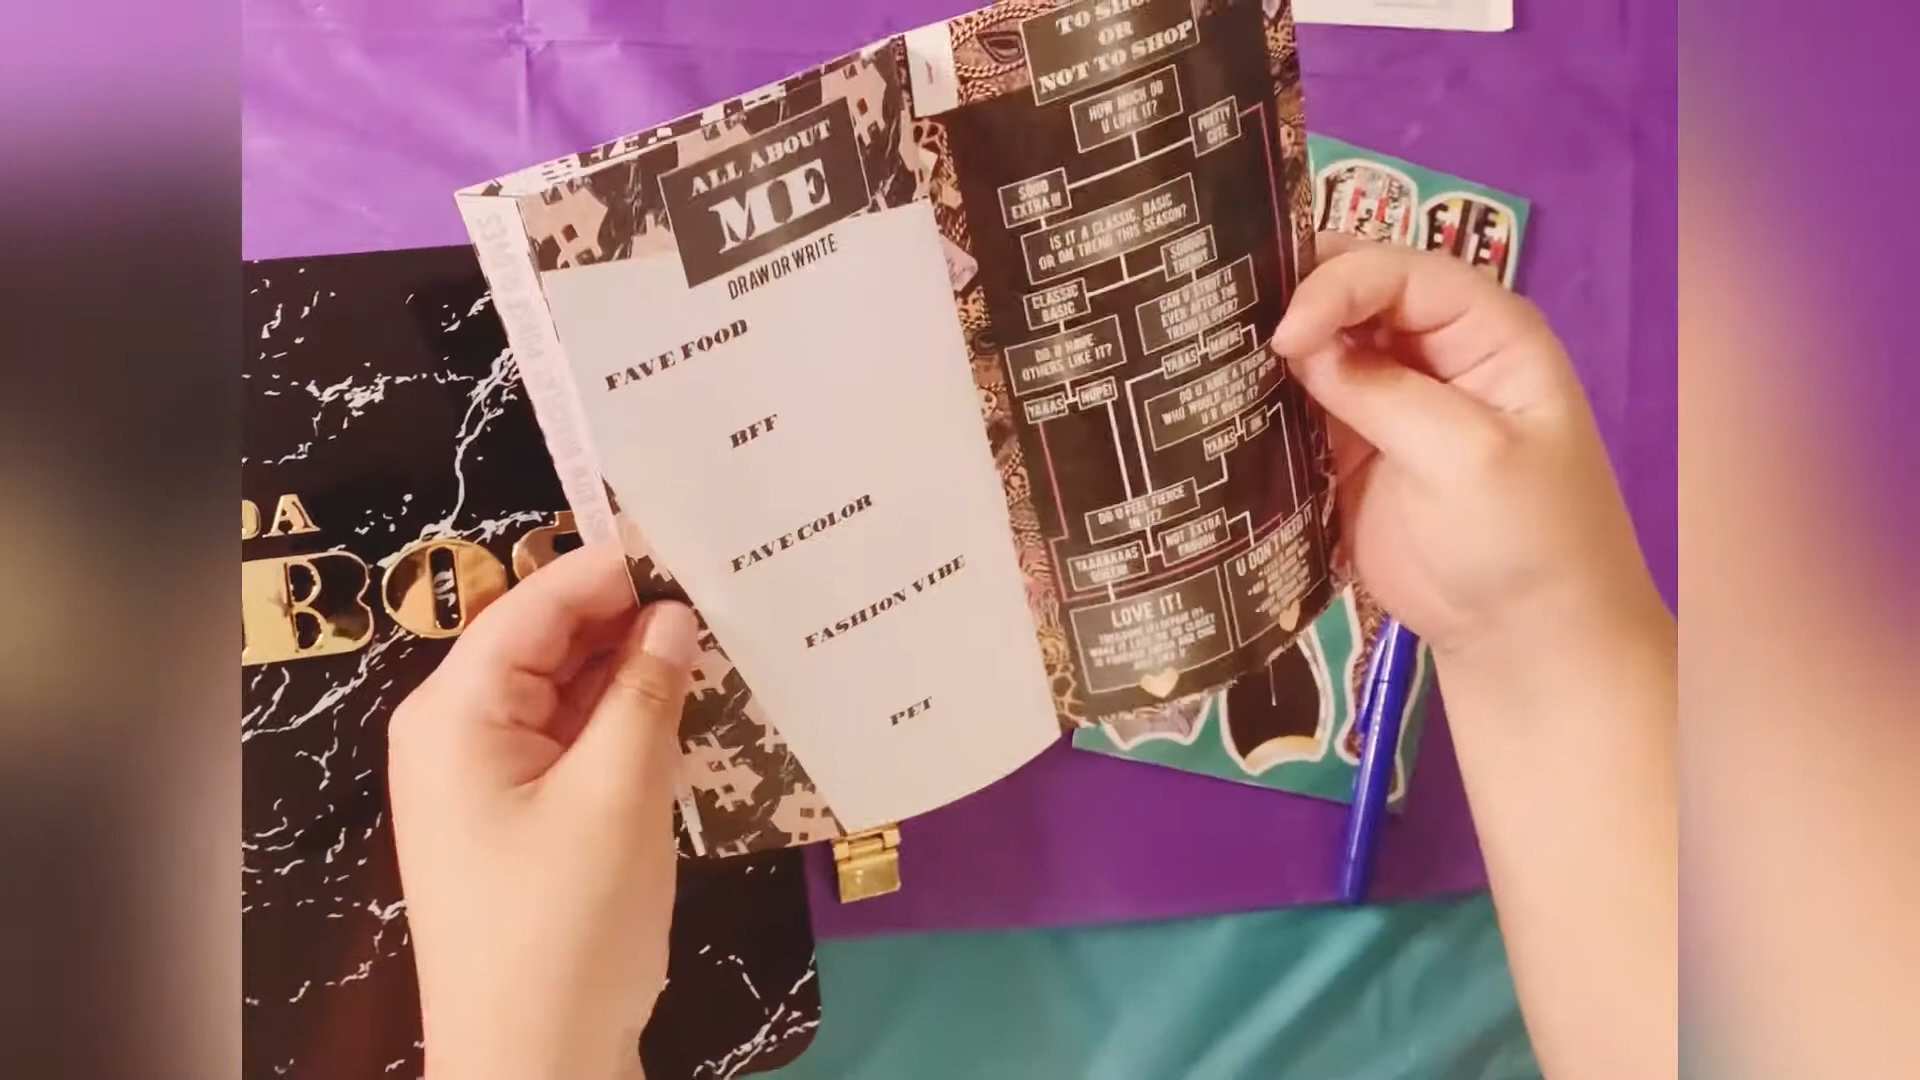 ALL ABOUT
ME
DRAW OR WRITE
FAVE FOOD
BFF
FAVE COLOR
FASHION VIBE
PET
TO SHOP
OR
NOT TO SHOP
HOW MUCH DO
U LOVE IT?
PRETTY
CUTE
SOOO
EXTRA!!!
IS IT A CLASSIC, BASIC
OR ON TREND THIS SEASON?
SOOOOO
TRENDY
CLASSIC
BASIC
CAN U STRUT IT
EVEN AFTER THE
TREND IS OVER?
DO U HAVE
OTHERS LIKE IT?
YAAAS
MAYBE
YAAAS
NOPE!
DO U HAVE A FRIEND
WHO WOULD LOVE IT AFTER
U R OVER IT?
YAAAS
DO U FEEL FIERCE
IN IT?
NOT EXTRA
ENOUGH
YAAAAAAAS
QUEEN!
LOVE IT!
U DON'T NEED IT
DA
BO